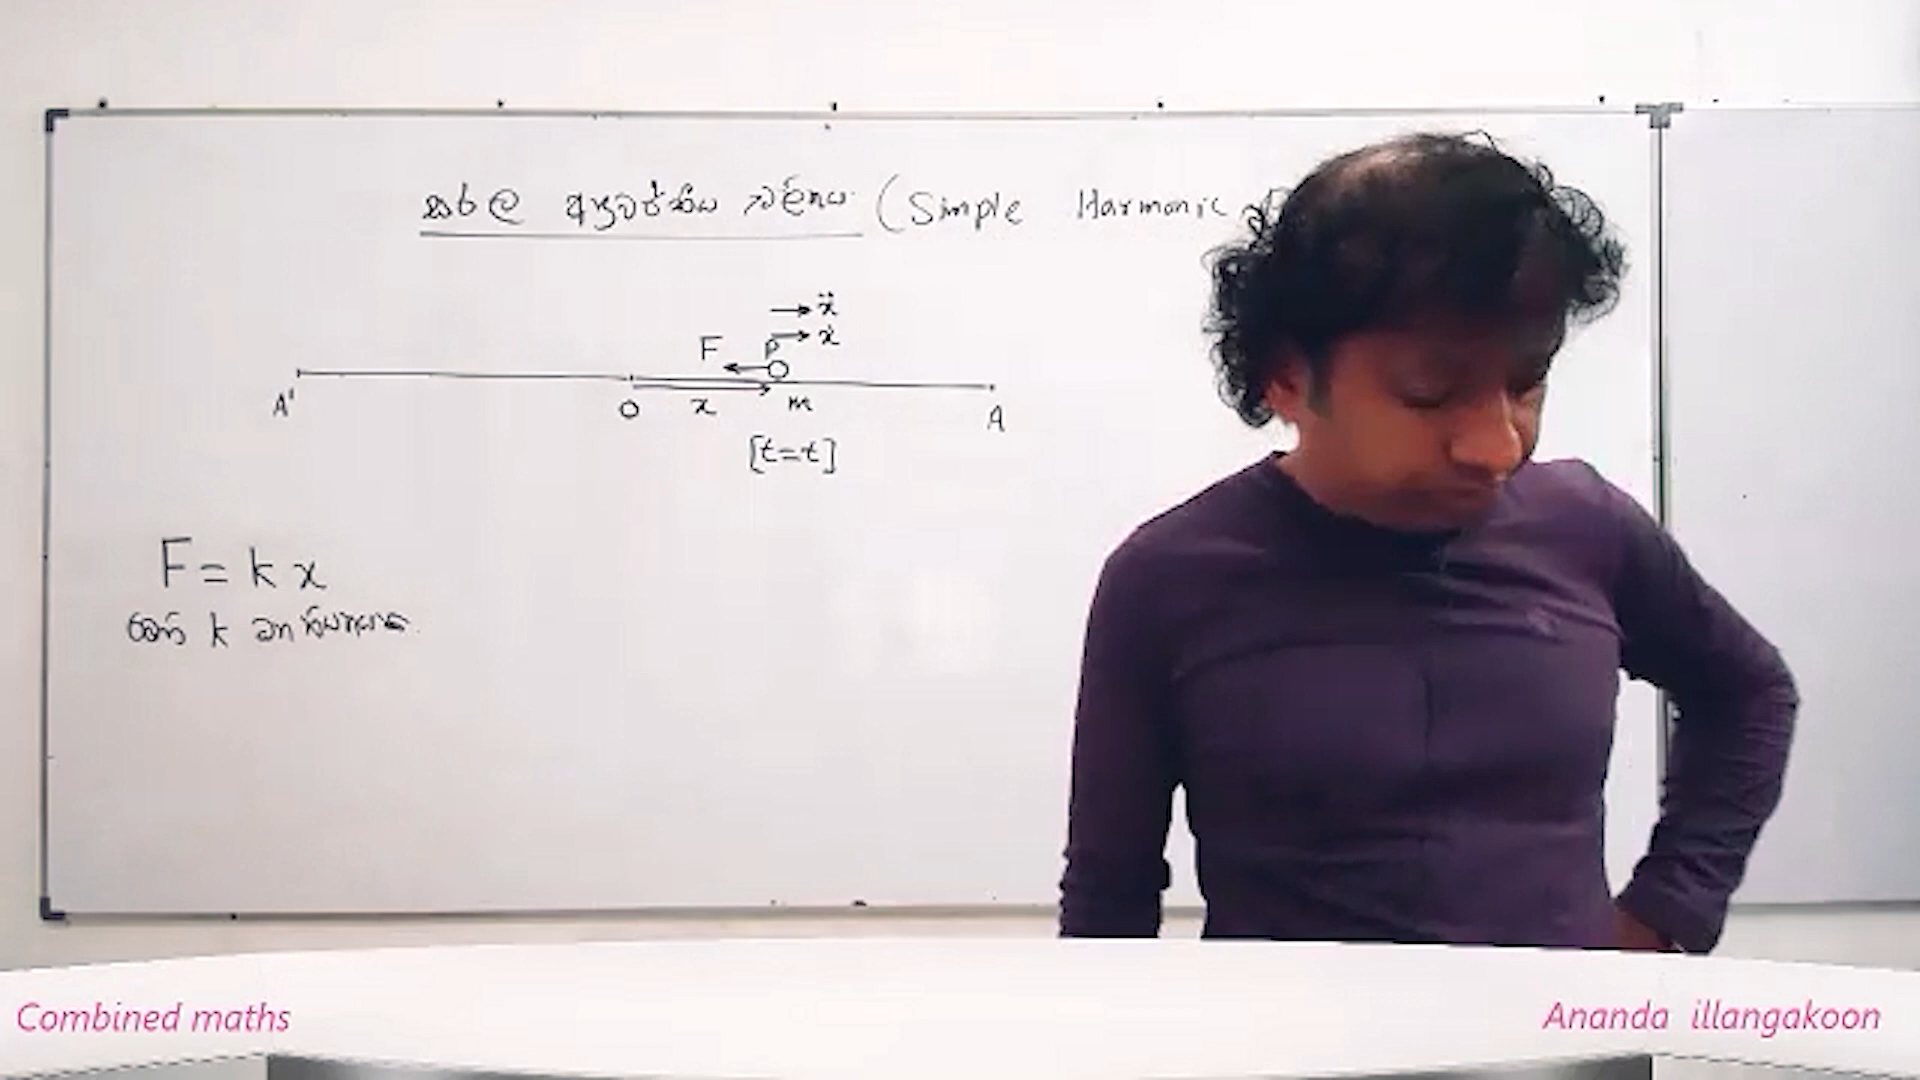 සරල අනුවර්තීය චලිතය (Simple Harmonic
→ ẍ
→ ẋ
F P
A' O x m A
[t=t]
F = k x
මෙහි k නියතයකි.
Combined maths
Ananda illangakoon